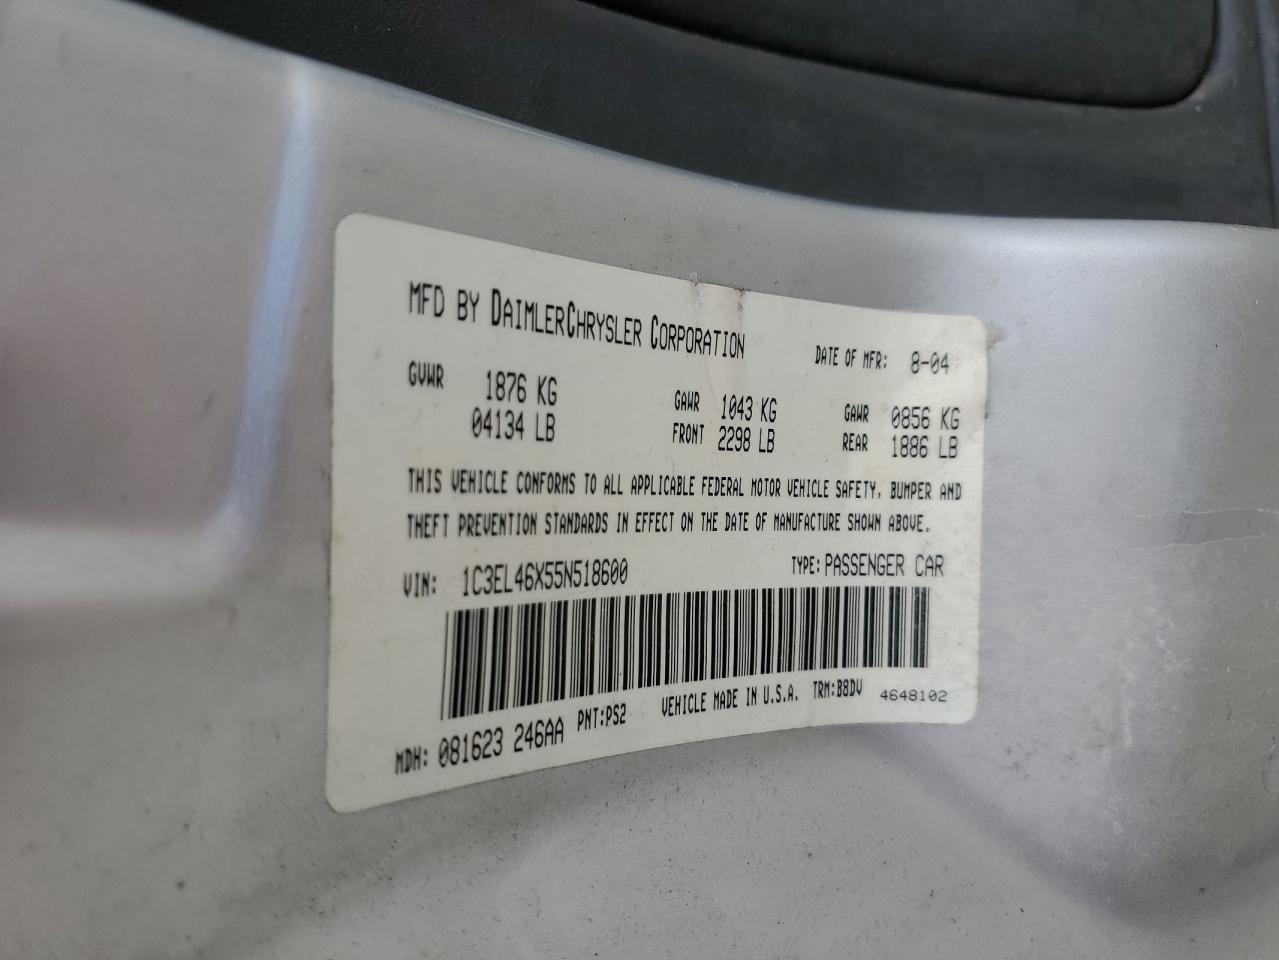 MFD BY DAIMLERCHRYSLER CORPORATION DATE OF MFR: 8-04
GVWR 1876 KG GAWR 1043 KG GAWR 0856 KG
04134 LB FRONT 2298 LB REAR 1886 LB
THIS VEHICLE CONFORMS TO ALL APPLICABLE FEDERAL MOTOR VEHICLE SAFETY, BUMPER AND
THEFT PREVENTION STANDARDS IN EFFECT ON THE DATE OF MANUFACTURE SHOWN ABOVE.
VIN: 1C3EL46X55N518600 TYPE: PASSENGER CAR
MDH: 081623 246AA PNT:PS2 VEHICLE MADE IN U.S.A. TRM:B8DV 4648102